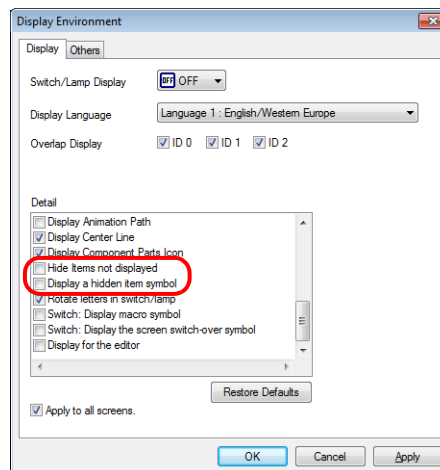 Display Environment
Display Others
Switch/Lamp Display OFF OFF
Display Language Language 1 : English/Western Europe
Overlap Display ID 0 ID 1 ID 2
Detail
Display Animation Path
Display Center Line
Display Component Parts Icon
Hide Items not displayed
Display a hidden item symbol
Rotate letters in switch/lamp
Switch: Display macro symbol
Switch: Display the screen switch-over symbol
Display for the editor
Restore Defaults
Apply to all screens.
OK Cancel Apply